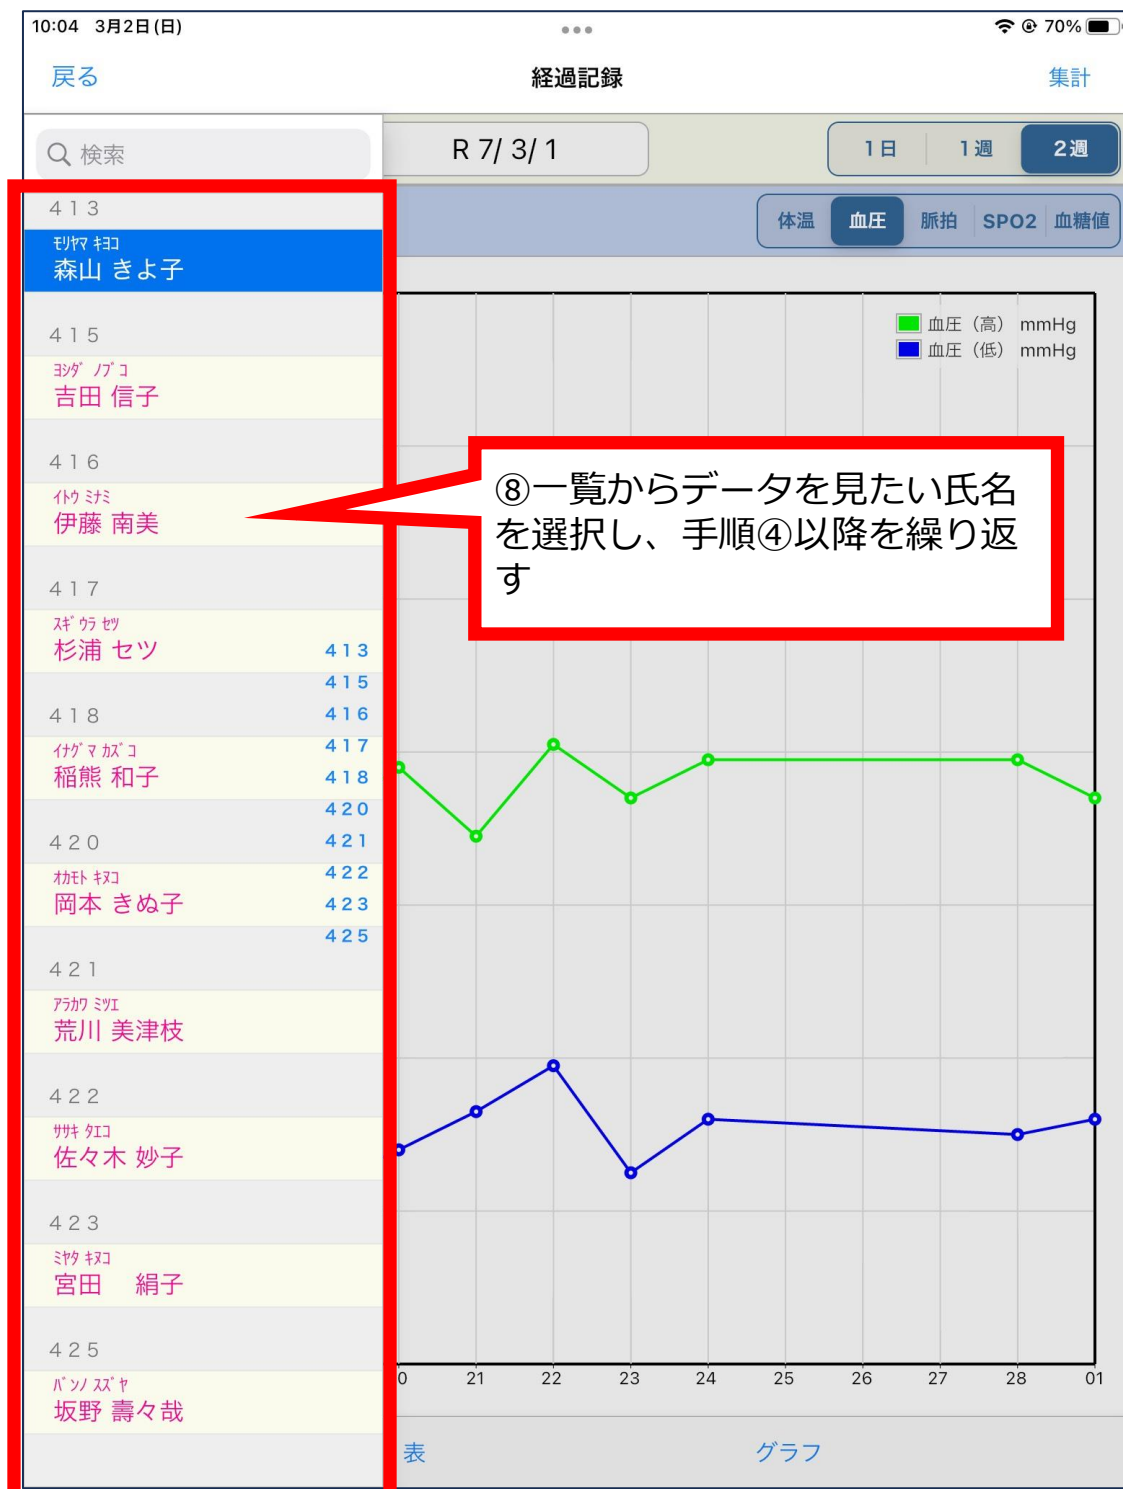 10:04 3月2日(日)
70%
戻る
経過記録
集計
検索
R 7/ 3/ 1
1日
1週
2週
体温
血圧
脈拍
SPO2
血糖値
413
ﾓﾘﾔﾏ ｷﾖｺ
森山 きよ子
415
ﾖｼﾀﾞ ﾉﾌﾞｺ
吉田 信子
416
ｲﾄｳ ﾐﾅﾐ
伊藤 南美
417
ｽｷﾞｳﾗ ｾﾂ
杉浦 セツ
418
ｲﾅｸﾞﾏ ｶｽﾞｺ
稲熊 和子
420
ｵｶﾓﾄ ｷﾇｺ
岡本 きぬ子
421
ｱﾗｶﾜ ﾐﾂｴ
荒川 美津枝
422
ｻｻｷ ﾀｴｺ
佐々木 妙子
423
ﾐﾔﾀ ｷﾇｺ
宮田 絹子
425
ﾊﾞﾝﾉ ｽｽﾞﾔ
坂野 壽々哉
413
415
416
417
418
420
421
422
423
425
血圧（高） mmHg
血圧（低） mmHg
⑧一覧からデータを見たい氏名
を選択し、手順④以降を繰り返
す
0 21 22 23 24 25 26 27 28 01
表
グラフ